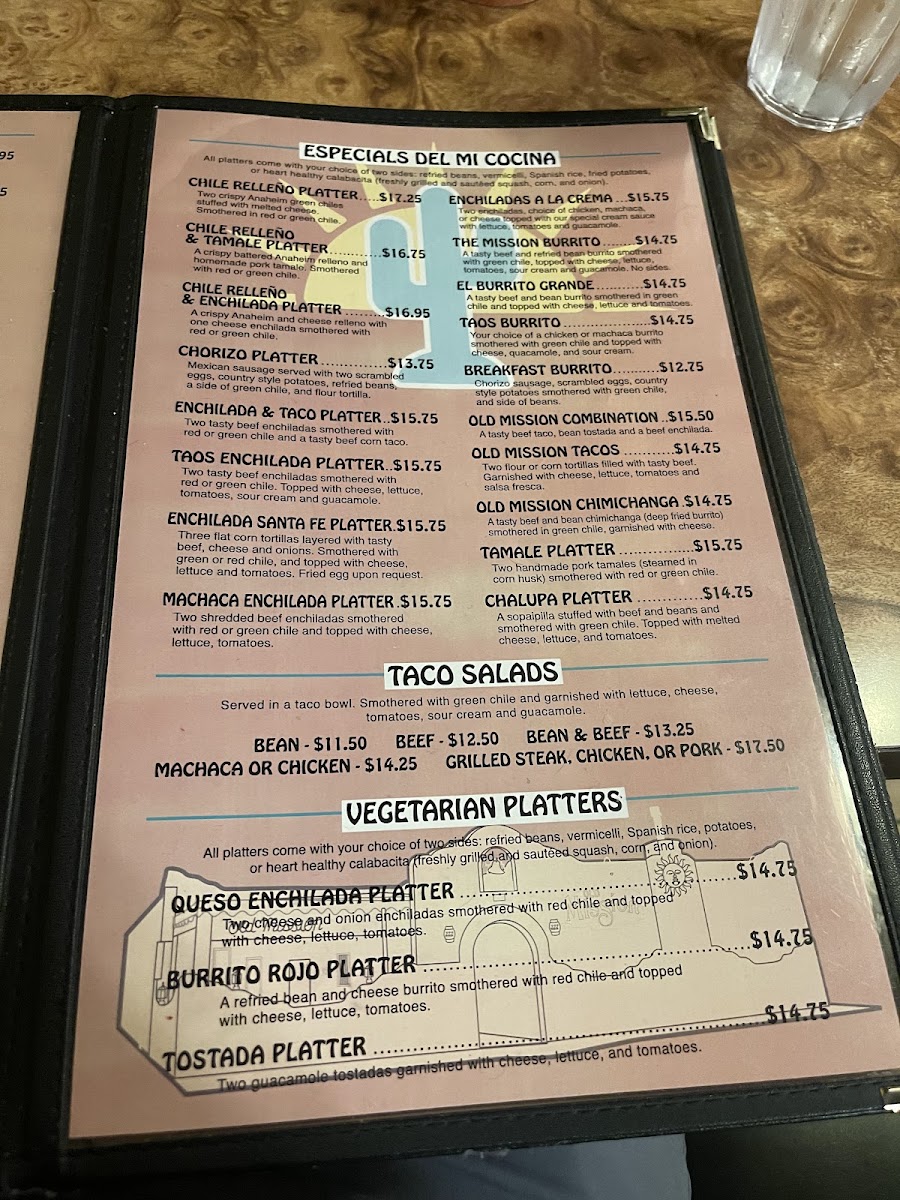 95
5
ESPECIALS DEL MI COCINA
All platters come with your choice of two sides: refried beans, vermicelli, Spanish rice, fried potatoes,
or heart healthy calabacita (freshly grilled and sautéed squash, corn, and onion).
CHILE RELLEÑO PLATTER.....$17.25
Two crispy Anaheim green chiles
stuffed with melted cheese.
Smothered in red or green chile.
CHILE RELLEÑO
& TAMALE PLATTER............$16.75
A crispy battered Anaheim relleno and
homemade pork tamale. Smothered
with red or green chile.
CHILE RELLEÑO
& ENCHILADA PLATTER .........$16.95
A crispy Anaheim and cheese relleno with
one cheese enchilada smothered with
red or green chile.
CHORIZO PLATTER ...............$13.75
Mexican sausage served with two scrambled
eggs, country style potatoes, refried beans,
a side of green chile, and flour tortilla.
ENCHILADA & TACO PLATTER..$15.75
Two tasty beef enchiladas smothered with
red or green chile and a tasty beef corn taco.
TAOS ENCHILADA PLATTER..$15.75
Two tasty beef enchiladas smothered with
red or green chile. Topped with cheese, lettuce,
tomatoes, sour cream and guacamole.
ENCHILADA SANTA FE PLATTER.$15.75
Three flat corn tortillas layered with tasty
beef, cheese and onions. Smothered with
green or red chile, and topped with cheese,
lettuce and tomatoes. Fried egg upon request.
MACHACA ENCHILADA PLATTER .$15.75
Two shredded beef enchiladas smothered
with red or green chile and topped with cheese,
lettuce, tomatoes.
ENCHILADAS A LA CREMA ...$15.75
Two enchiladas, choice of chicken, machaca,
or cheese topped with our special cream sauce
with lettuce, tomatoes and guacamole.
THE MISSION BURRITO .......$14.75
A tasty beef and refried bean burrito smothered
with green chile, topped with cheese, lettuce,
tomatoes, sour cream and guacamole. No sides.
EL BURRITO GRANDE...........$14.75
A tasty beef and bean burrito smothered in green
chile and topped with cheese, lettuce and tomatoes.
TAOS BURRITO ....................$14.75
Your choice of a chicken or machaca burrito
smothered with green chile and topped with
cheese, quacamole, and sour cream.
BREAKFAST BURRITO...........$12.75
Chorizo sausage, scrambled eggs, country
style potatoes smothered with green chile,
and side of beans.
OLD MISSION COMBINATION ..$15.50
A tasty beef taco, bean tostada and a beef enchilada.
OLD MISSION TACOS ...........$14.75
Two flour or corn tortillas filled with tasty beef.
Garnished with cheese, lettuce, tomatoes and
salsa fresca.
OLD MISSION CHIMICHANGA .$14.75
A tasty beef and bean chimichanga (deep fried burrito)
smothered in green chile, garnished with cheese.
TAMALE PLATTER ................$15.75
Two handmade pork tamales (steamed in
corn husk) smothered with red or green chile.
CHALUPA PLATTER ..............$14.75
A sopaipilla stuffed with beef and beans and
smothered with green chile. Topped with melted
cheese, lettuce, and tomatoes.
TACO SALADS
Served in a taco bowl. Smothered with green chile and garnished with lettuce, cheese,
tomatoes, sour cream and guacamole.
BEAN - $11.50 BEEF - $12.50 BEAN & BEEF - $13.25
MACHACA OR CHICKEN - $14.25 GRILLED STEAK, CHICKEN, OR PORK - $17.50
VEGETARIAN PLATTERS
All platters come with your choice of two sides: refried beans, vermicelli, Spanish rice, potatoes,
or heart healthy calabacita (freshly grilled and sautéed squash, corn, and onion).
QUESO ENCHILADA PLATTER ........................................$14.75
Two cheese and onion enchiladas smothered with red chile and topped
with cheese, lettuce, tomatoes.
BURRITO ROJO PLATTER ..............................................$14.75
A refried bean and cheese burrito smothered with red chile and topped
with cheese, lettuce, tomatoes.
TOSTADA PLATTER .......................................................$14.75
Two guacamole tostadas garnished with cheese, lettuce, and tomatoes.